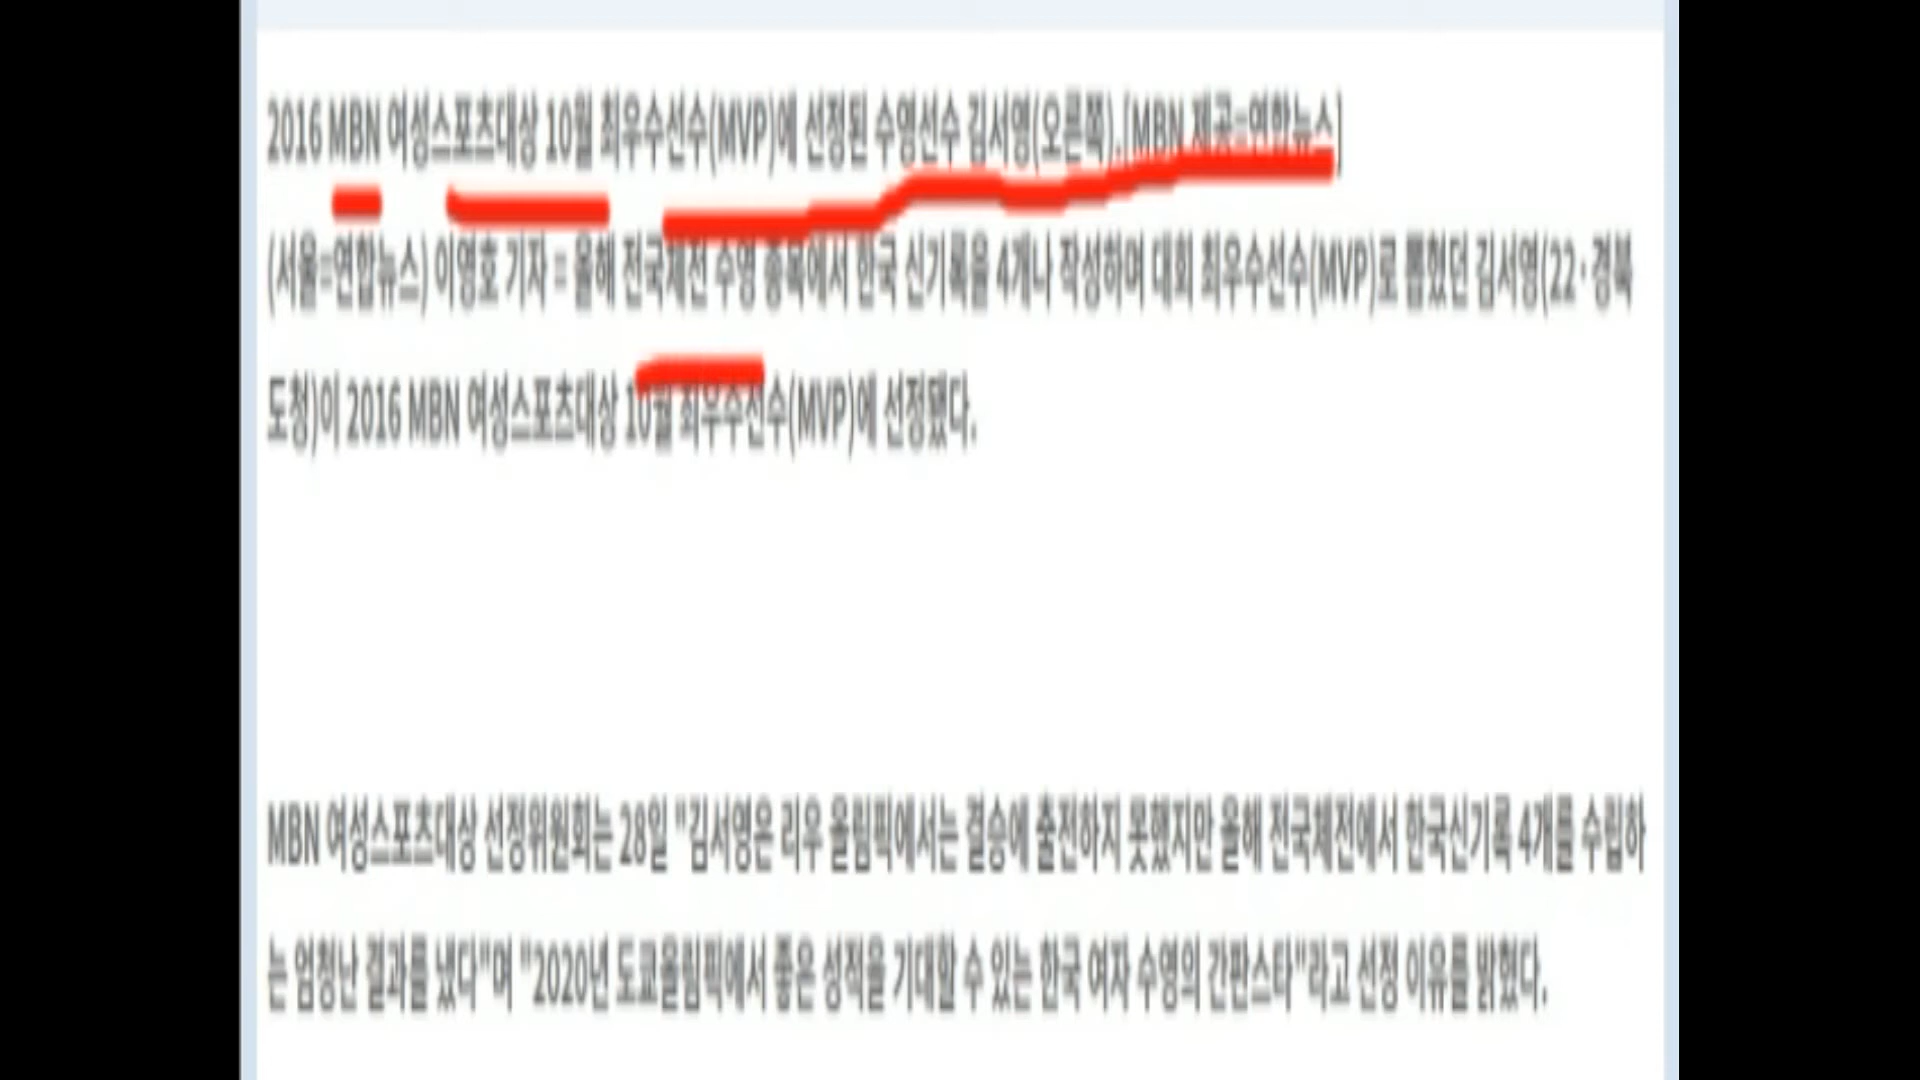 2016 MBN 여성스포츠대상 10월 최우수선수(MVP)에 선정된 수영선수 김서영(오른쪽).[MBN 제공=연합뉴스]
(서울=연합뉴스) 이영호 기자 = 올해 전국체전 수영 종목에서 한국 신기록을 4개나 작성하며 대회 최우수선수(MVP)로 뽑혔던 김서영(22·경북
도청)이 2016 MBN 여성스포츠대상 10월 최우수선수(MVP)에 선정됐다.
MBN 여성스포츠대상 선정위원회는 28일 "김서영은 리우 올림픽에서는 결승에 출전하지 못했지만 올해 전국체전에서 한국신기록 4개를 수립하
는 엄청난 결과를 냈다"며 "2020년 도쿄올림픽에서 좋은 성적을 기대할 수 있는 한국 여자 수영의 간판스타"라고 선정 이유를 밝혔다.